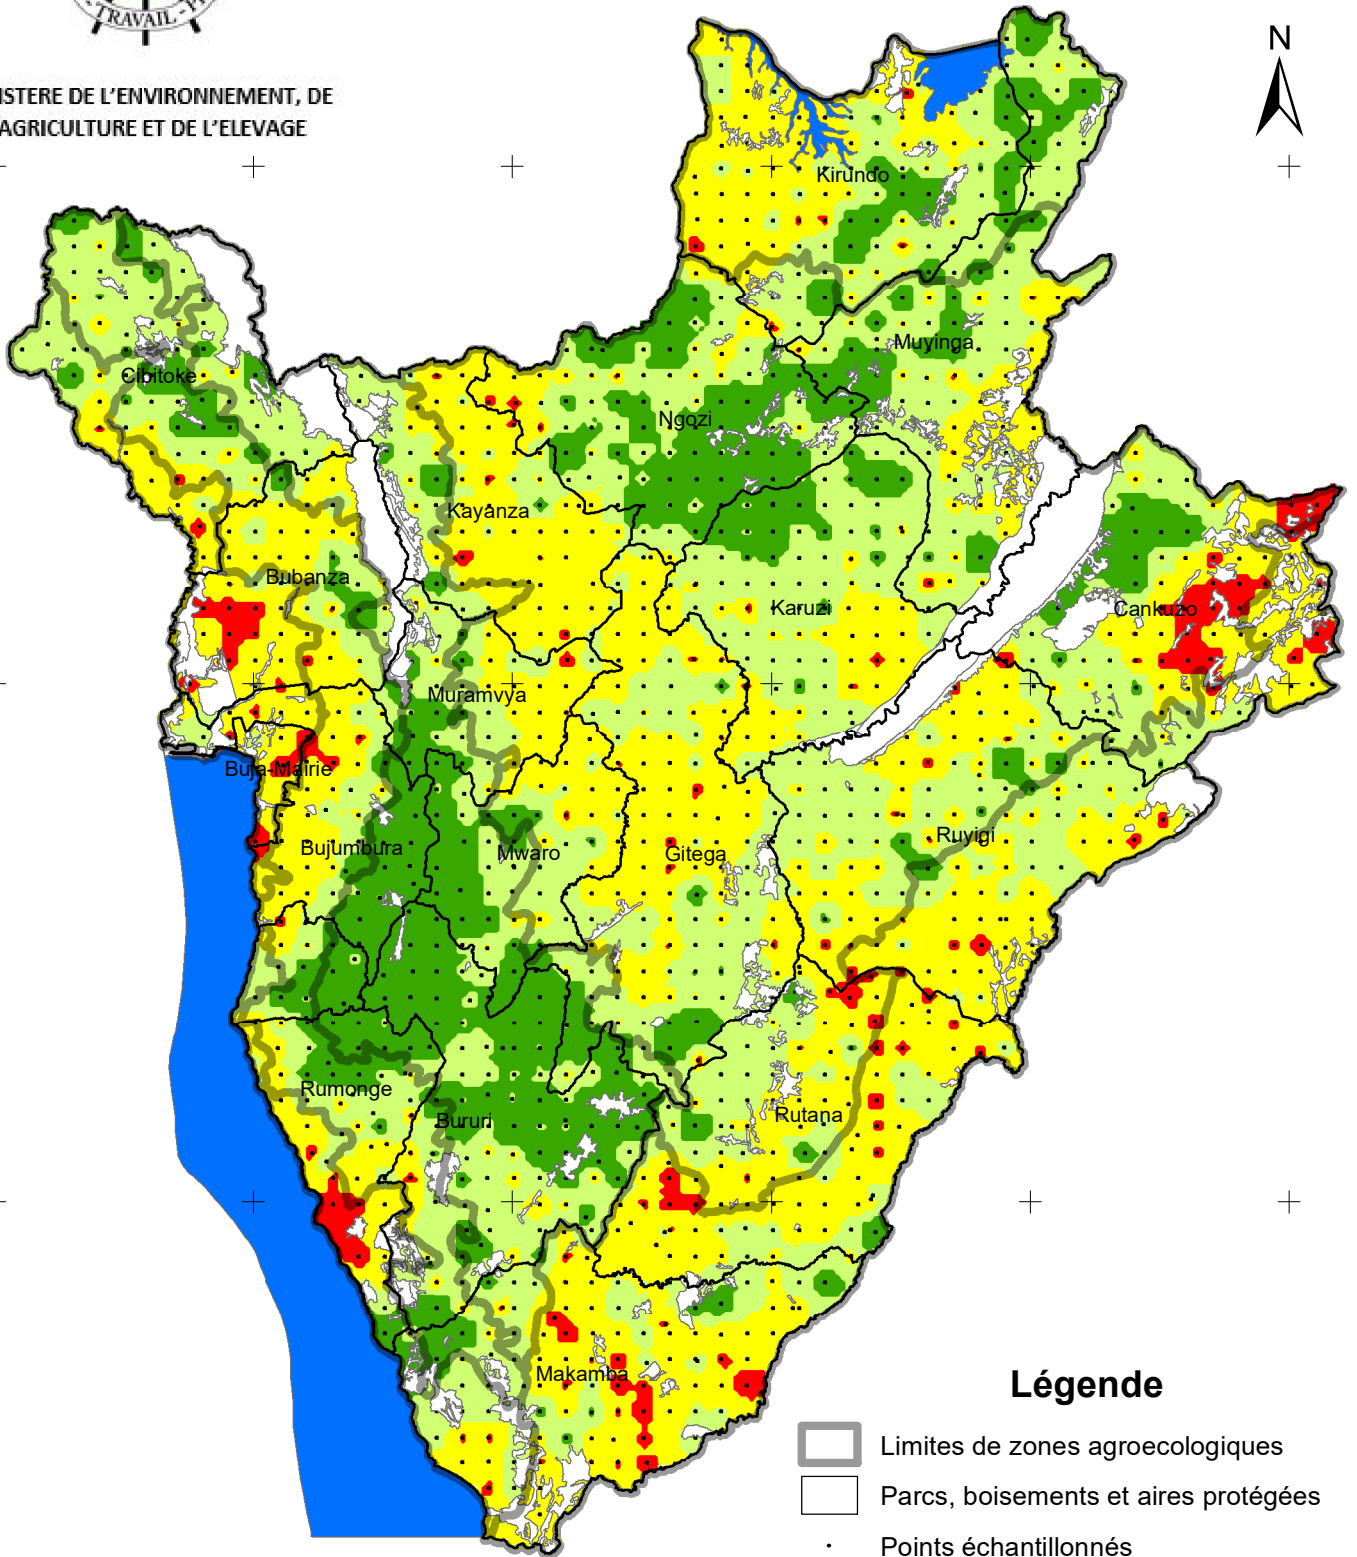 TRAVAIL
ISTERE DE L'ENVIRONNEMENT, DE
AGRICULTURE ET DE L'ELEVAGE
N
Kirundo
Muyinga
Cibitoke
Ngozi
Kayanza
Bubanza
Karuzi
Cankuzo
Muramvya
Buja-Mairie
Bujumbura
Mwaro
Gitega
Ruyigi
Rumonge
Bururi
Rutana
Makamba
Légende
Limites de zones agroecologiques
Parcs, boisements et aires protégées
Points échantillonnés